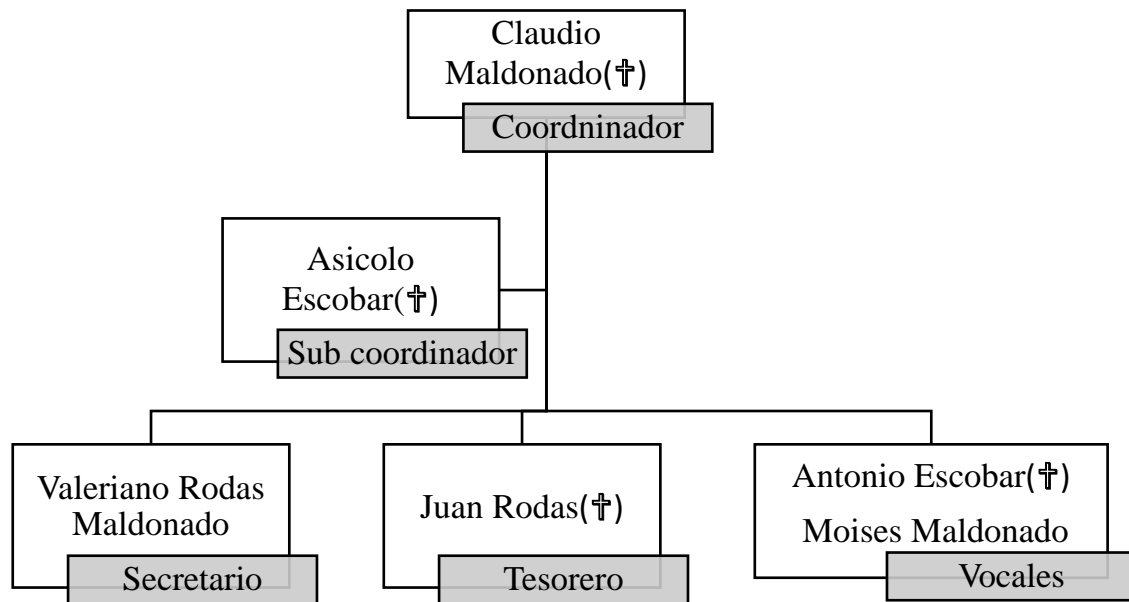 Claudio
Maldonado(✞)
Coordninador
Asicolo
Escobar(✞)
Sub coordinador
Valeriano Rodas
Maldonado
Secretario
Juan Rodas(✞)
Tesorero
Antonio Escobar(✞)
Moises Maldonado
Vocales